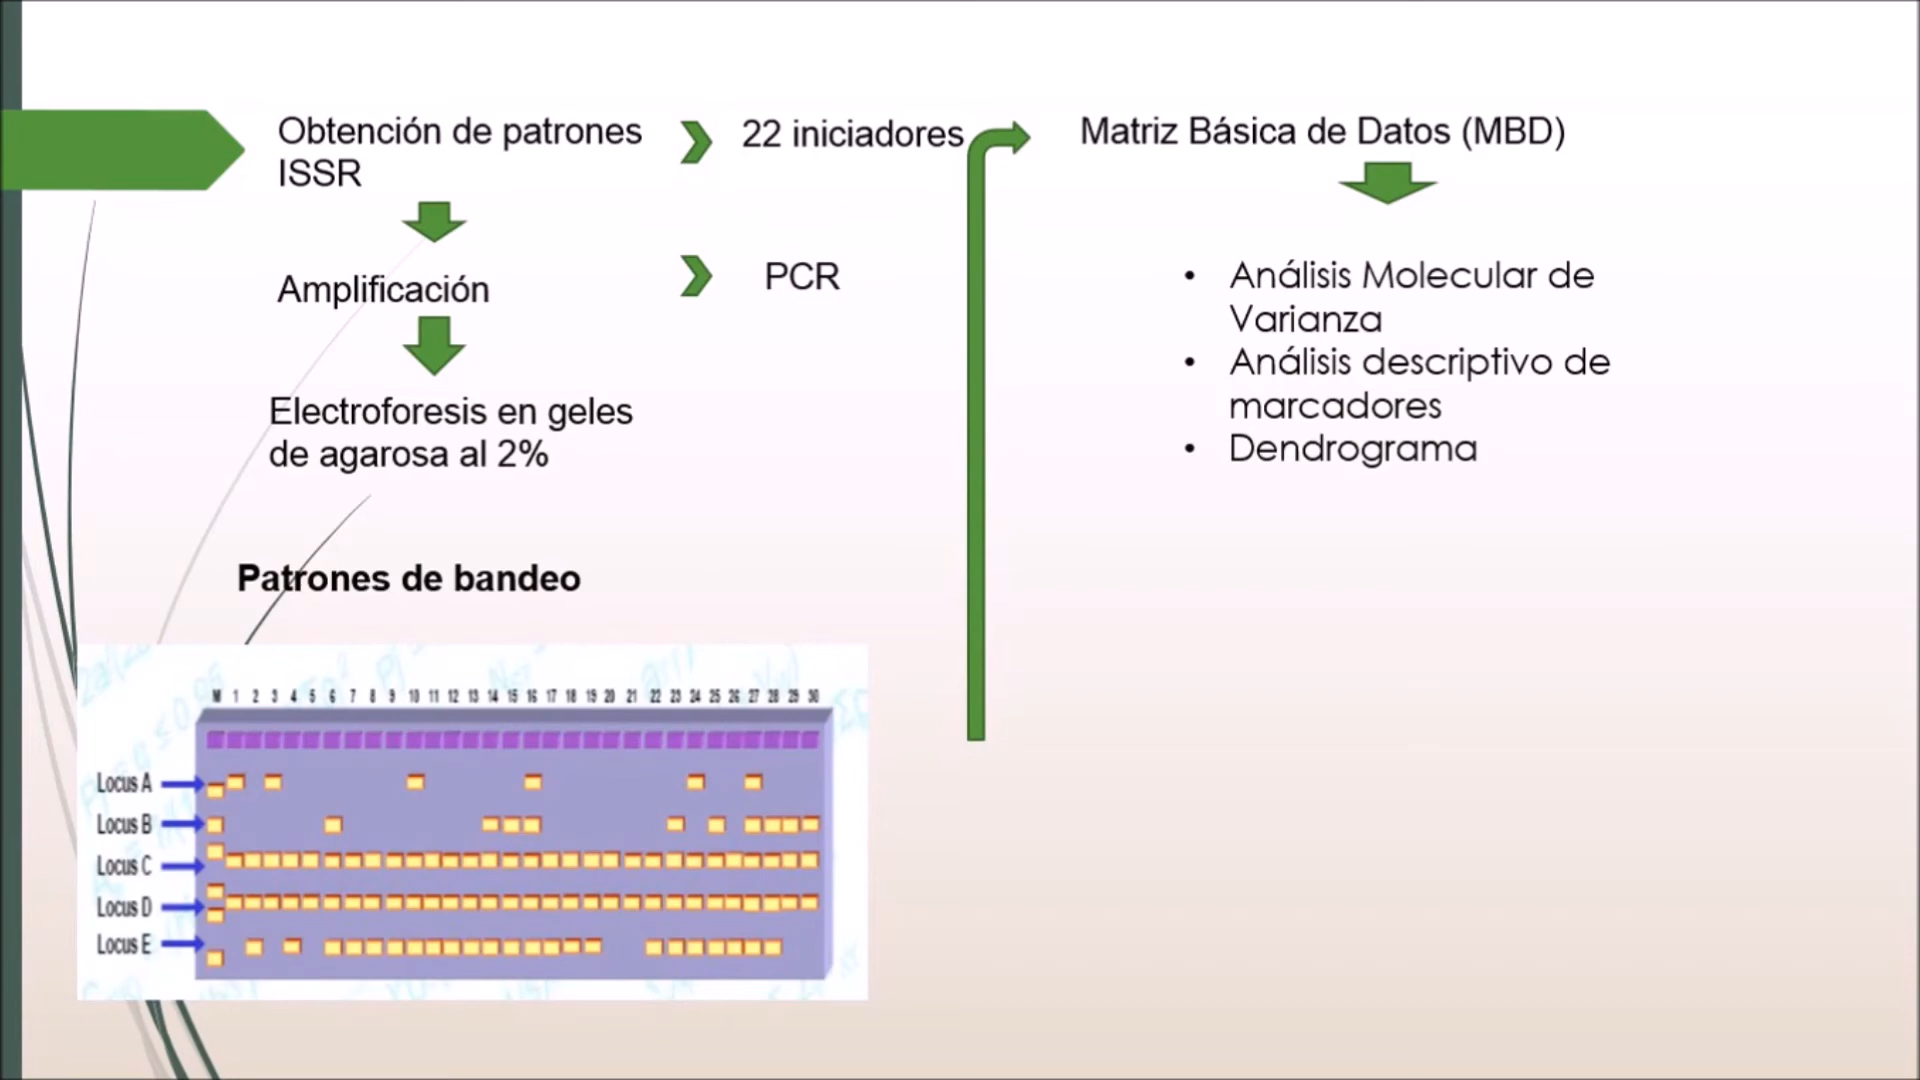 Obtención de patrones
ISSR
22 iniciadores
Amplificación
PCR
Electroforesis en geles
de agarosa al 2%
Patrones de bandeo
M 1 2 3 4 5 6 7 8 9 10 11 12 13 14 15 16 17 18 19 20 21 22 23 24 25 26 27 28 29 30
Locus A
Locus B
Locus C
Locus D
Locus E
Matriz Básica de Datos (MBD)
• Análisis Molecular de
Varianza
• Análisis descriptivo de
marcadores
• Dendrograma